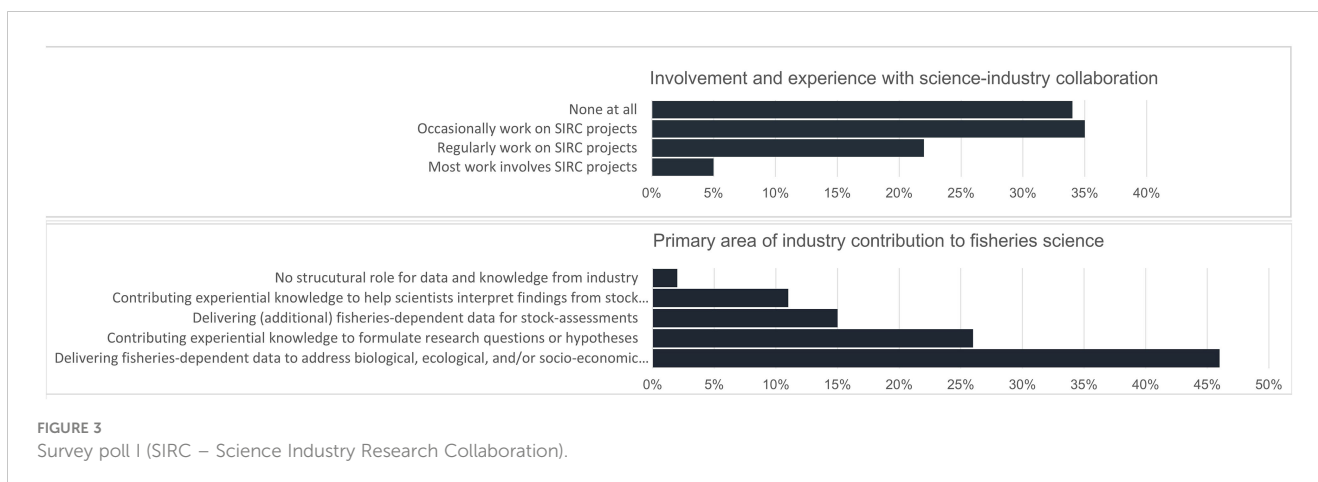 Involvement and experience with science-industry collaboration
None at all
Occasionally work on SIRC projects
Regularly work on SIRC projects
Most work involves SIRC projects
0% 5% 10% 15% 20% 25% 30% 35% 40%
Primary area of industry contribution to fisheries science
No strucutural role for data and knowledge from industry
Contributing experiential knowledge to help scientists interpret findings from stock...
Delivering (additional) fisheries-dependent data for stock-assessments
Contributing experiential knowledge to formulate research questions or hypotheses
Delivering fisheries-dependent data to address biological, ecological, and/or socio-economic...
0% 5% 10% 15% 20% 25% 30% 35% 40% 45% 50%
FIGURE 3
Survey poll I (SIRC – Science Industry Research Collaboration).